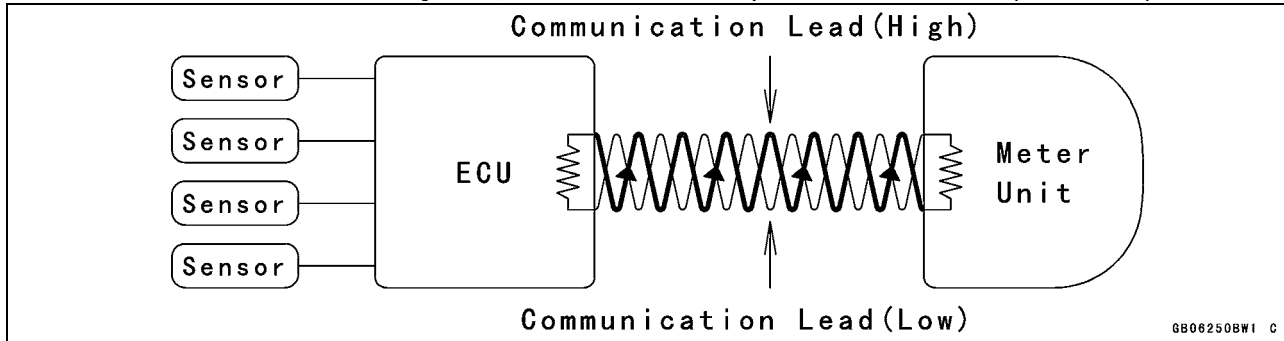 Communication Lead(High)
Sensor
Sensor
Sensor
Sensor
ECU
Meter
Unit
Communication Lead(Low)
GB06250BW1 C